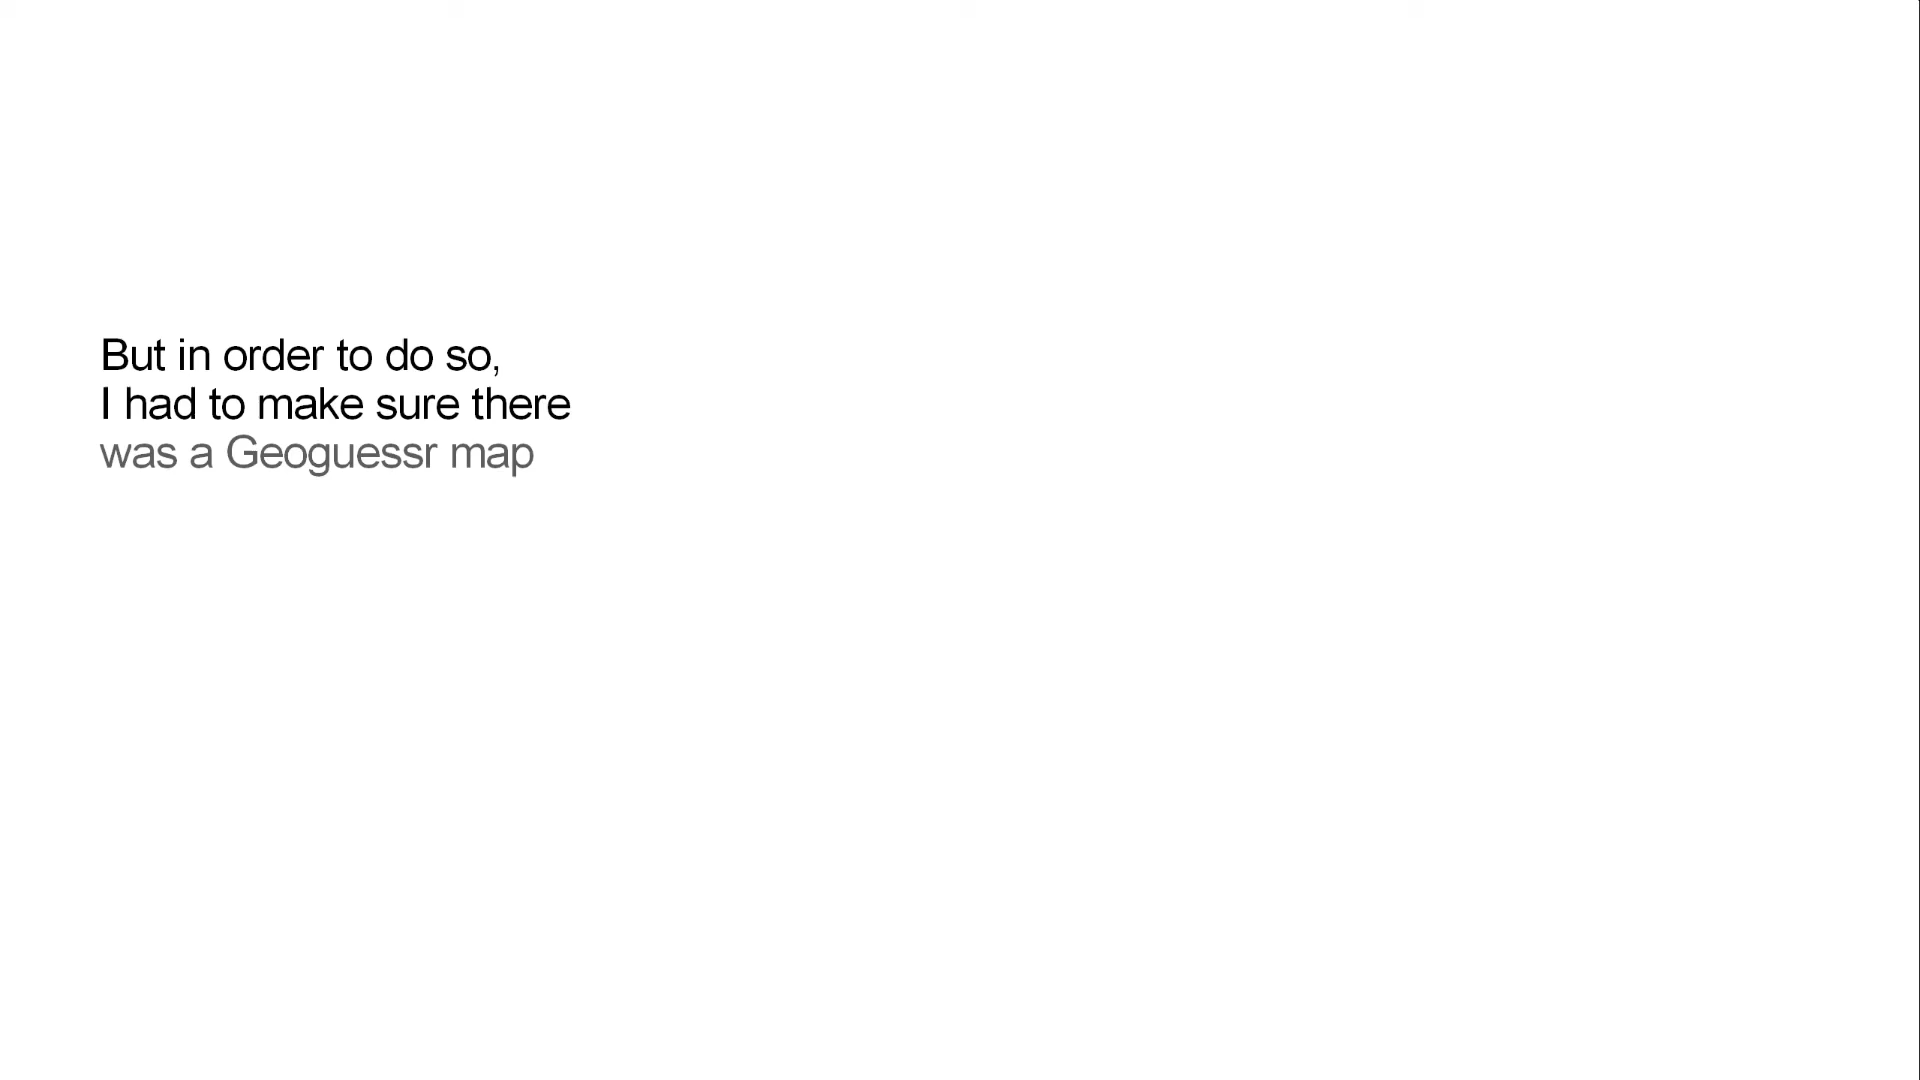 But in order to do so,
I had to make sure there
was a Geoguessr map